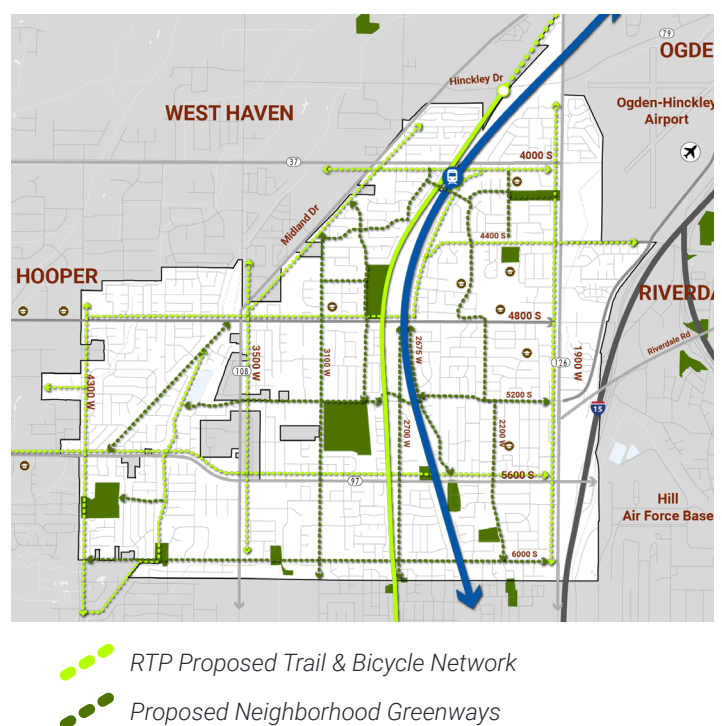 79
OGDE
Hinckley Dr
WEST HAVEN
Ogden-Hinckley
Airport
4000 S
37
Midland Dr
4400 S
HOOPER
RIVERDA
4800 S
Riverdale Rd
2575 W
3100 W
3500 W
1900 W
126
108
4300 W
5200 S
15
2700 W
2200 W
5600 S
97
Hill
Air Force Base
6000 S
RTP Proposed Trail & Bicycle Network
Proposed Neighborhood Greenways